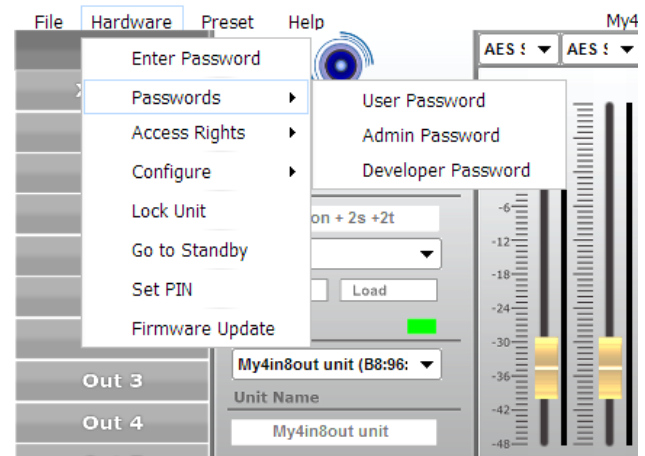 File Hardware Preset Help My4
AES AES
Enter Password
Passwords User Password
Access Rights Admin Password
Configure Developer Password
Lock Unit on + 2s +2t
Go to Standby
Set PIN Load
Firmware Update
-6
-12
-18
-24
-30
-36
-42
-48
My4in8out unit (B8:96:
Out 3
Unit Name
Out 4 My4in8out unit